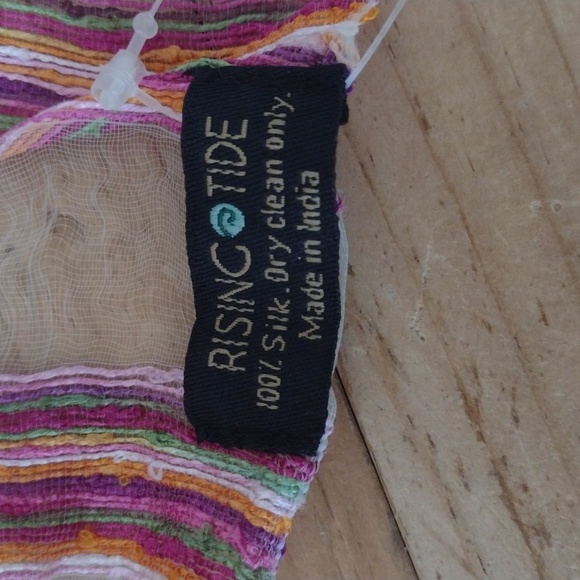 RISING TIDE
100% Silk. Dry clean only.
Made in India